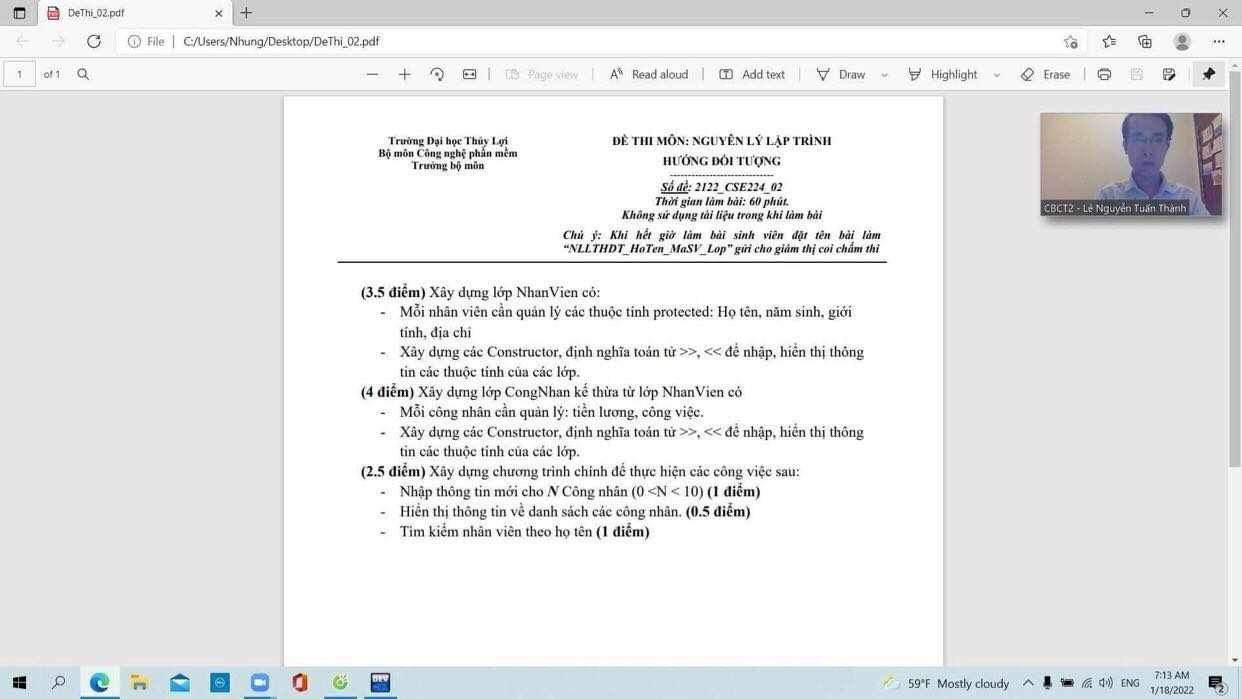 DeThi_02.pdf
File | C:/Users/Nhung/Desktop/DeThi_02.pdf
1 of 1
Page view
Read aloud
Add text
Draw
Highlight
Erase
Trường Đại học Thủy Lợi
Bộ môn Công nghệ phần mềm
Trưởng bộ môn
ĐỀ THI MÔN: NGUYÊN LÝ LẬP TRÌNH
HƯỚNG ĐỐI TƯỢNG
-----------------------------
Số đề: 2122_CSE224_02
Thời gian làm bài: 60 phút.
Không sử dụng tài liệu trong khi làm bài
Chú ý: Khi hết giờ làm bài sinh viên đặt tên bài làm
“NLLTHDT_HoTen_MaSV_Lop” gửi cho giám thị coi chấm thi
CBCT2 - Lê Nguyễn Tuấn Thành
(3.5 điểm) Xây dựng lớp NhanVien có:
- Mỗi nhân viên cần quản lý các thuộc tính protected: Họ tên, năm sinh, giới
tính, địa chỉ
- Xây dựng các Constructor, định nghĩa toán tử >>, << để nhập, hiển thị thông
tin các thuộc tính của các lớp.
(4 điểm) Xây dựng lớp CongNhan kế thừa từ lớp NhanVien có
- Mỗi công nhân cần quản lý: tiền lương, công việc.
- Xây dựng các Constructor, định nghĩa toán tử >>, << để nhập, hiển thị thông
tin các thuộc tính của các lớp.
(2.5 điểm) Xây dựng chương trình chính để thực hiện các công việc sau:
- Nhập thông tin mới cho N Công nhân (0 <N < 10) (1 điểm)
- Hiển thị thông tin về danh sách các công nhân. (0.5 điểm)
- Tìm kiếm nhân viên theo họ tên (1 điểm)
59°F Mostly cloudy
ENG
7:13 AM
1/18/2022
2